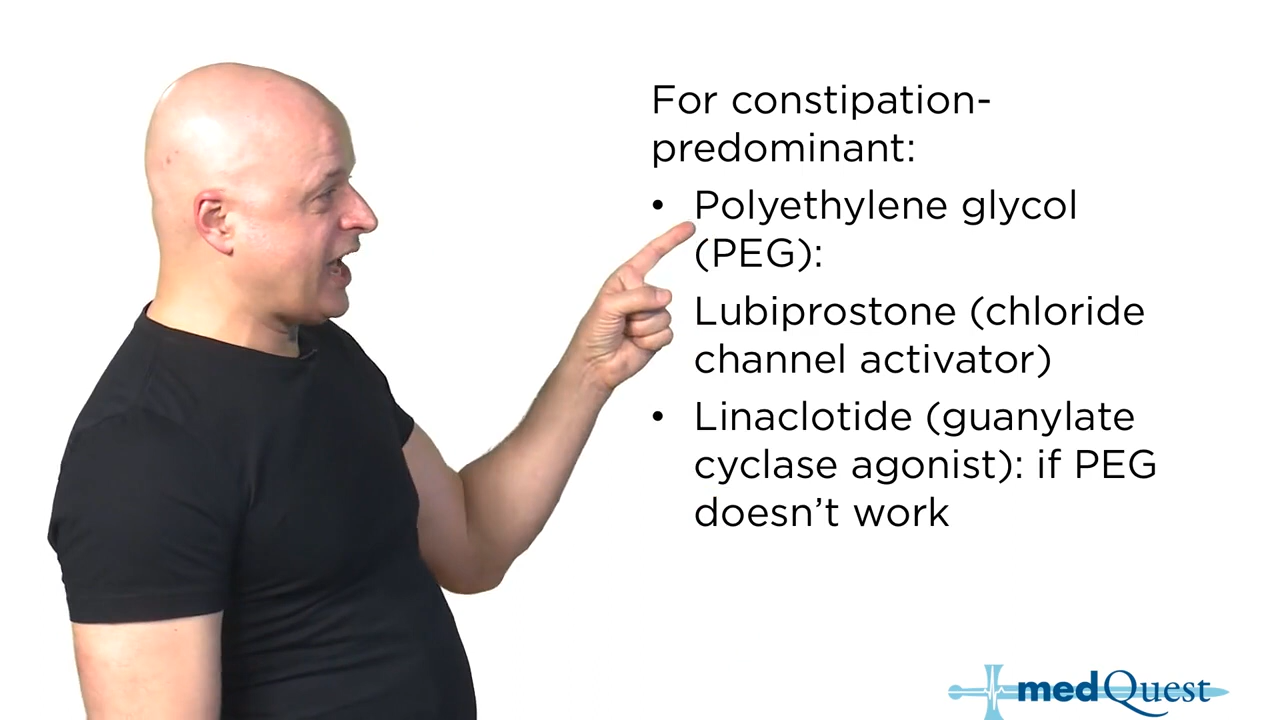 For constipation-
predominant:
• Polyethylene glycol
(PEG):
Lubiprostone (chloride
channel activator)
• Linaclotide (guanylate
cyclase agonist): if PEG
doesn’t work
medQuest